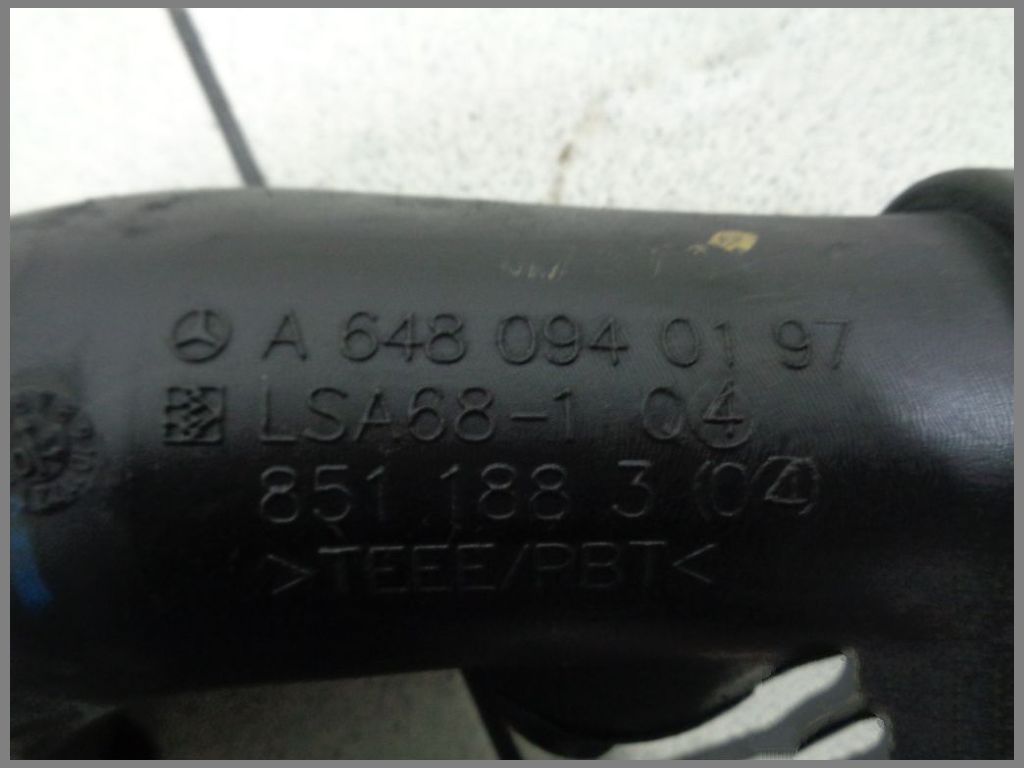 A 648 094 01 97
LSA68-1 04
851 188 3 (04)
>TEEE/PBT<